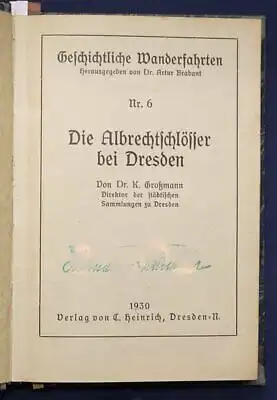 Geschichtliche Wanderfahrten
Herausgegeben von Dr. Artur Brabant
Nr. 6
Die Albrechtschlösser
bei Dresden
Von Dr. K. Großmann
Direktor der städtischen
Sammlungen zu Dresden
1930
Verlag von C. Heinrich, Dresden-N.